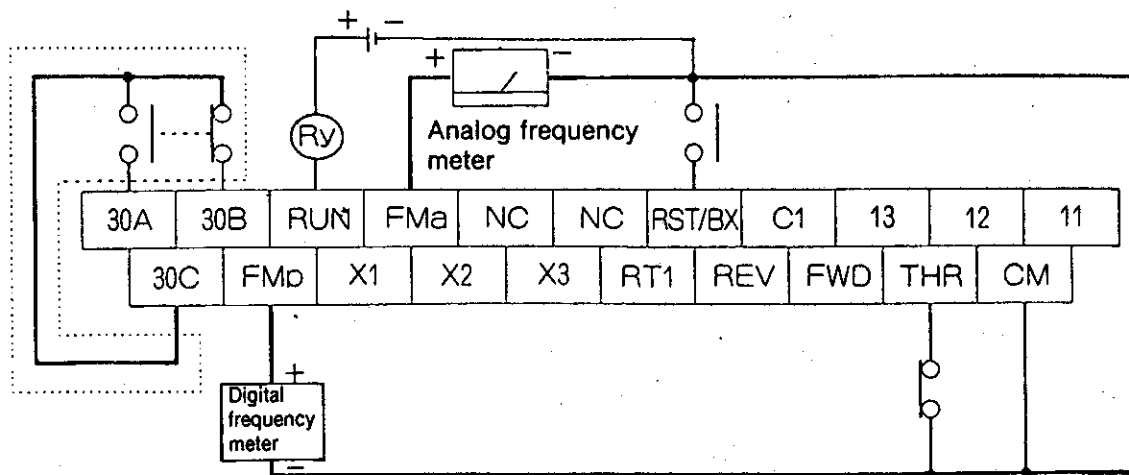 + −
+ −
Ry
Analog frequency
meter
30A 30B RUN FMa NC NC RST/BX C1 13 12 11
30C FMp X1 X2 X3 RT1 REV FWD THR CM
+
Digital
frequency
meter
−